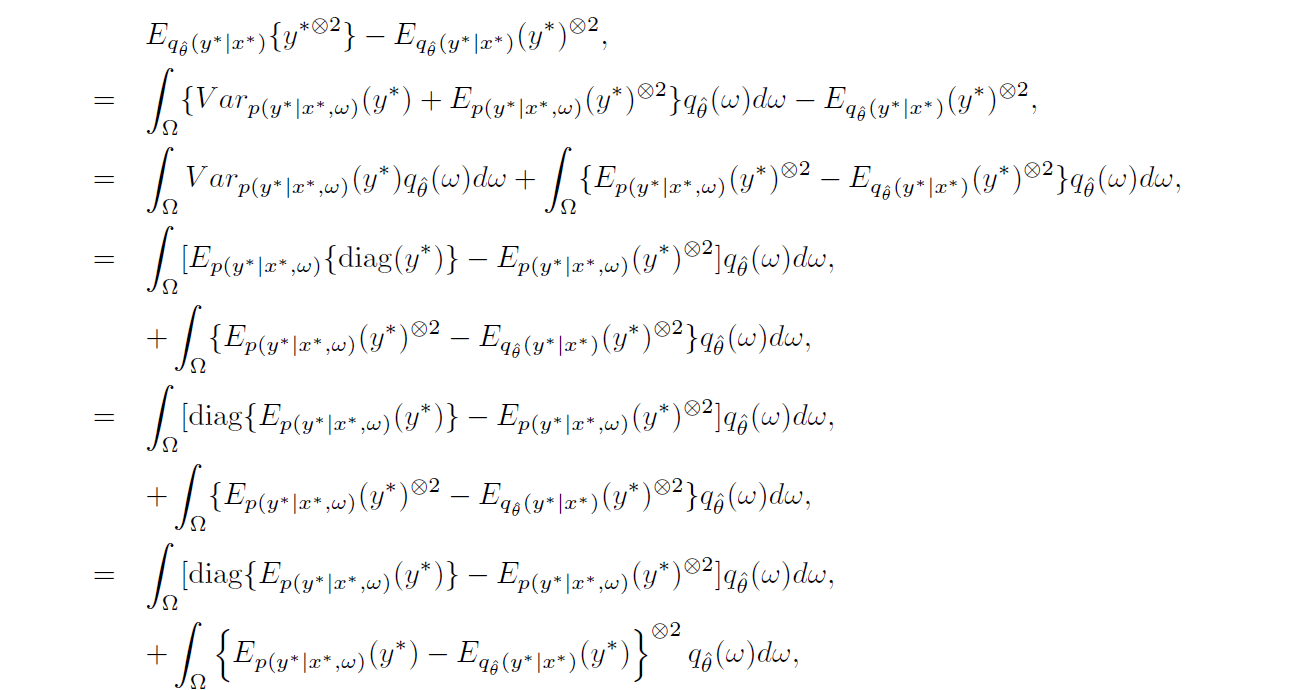 $E_{q_{\hat{\theta}}(y^*|x^*)}\{y^{*\otimes 2}\} - E_{q_{\hat{\theta}}(y^*|x^*)}(y^*)^{\otimes 2},$
$= \int_{\Omega} \{Var_{p(y^*|x^*,\omega)}(y^*) + E_{p(y^*|x^*,\omega)}(y^*)^{\otimes 2}\} q_{\hat{\theta}}(\omega) d\omega - E_{q_{\hat{\theta}}(y^*|x^*)}(y^*)^{\otimes 2},$
$= \int_{\Omega} Var_{p(y^*|x^*,\omega)}(y^*) q_{\hat{\theta}}(\omega) d\omega + \int_{\Omega} \{E_{p(y^*|x^*,\omega)}(y^*)^{\otimes 2} - E_{q_{\hat{\theta}}(y^*|x^*)}(y^*)^{\otimes 2}\} q_{\hat{\theta}}(\omega) d\omega,$
$= \int_{\Omega} [E_{p(y^*|x^*,\omega)}\{\text{diag}(y^*)\} - E_{p(y^*|x^*,\omega)}(y^*)^{\otimes 2}] q_{\hat{\theta}}(\omega) d\omega,$
$+ \int_{\Omega} \{E_{p(y^*|x^*,\omega)}(y^*)^{\otimes 2} - E_{q_{\hat{\theta}}(y^*|x^*)}(y^*)^{\otimes 2}\} q_{\hat{\theta}}(\omega) d\omega,$
$= \int_{\Omega} [\text{diag}\{E_{p(y^*|x^*,\omega)}(y^*)\} - E_{p(y^*|x^*,\omega)}(y^*)^{\otimes 2}] q_{\hat{\theta}}(\omega) d\omega,$
$+ \int_{\Omega} \{E_{p(y^*|x^*,\omega)}(y^*)^{\otimes 2} - E_{q_{\hat{\theta}}(y^*|x^*)}(y^*)^{\otimes 2}\} q_{\hat{\theta}}(\omega) d\omega,$
$= \int_{\Omega} [\text{diag}\{E_{p(y^*|x^*,\omega)}(y^*)\} - E_{p(y^*|x^*,\omega)}(y^*)^{\otimes 2}] q_{\hat{\theta}}(\omega) d\omega,$
$+ \int_{\Omega} \left\{E_{p(y^*|x^*,\omega)}(y^*) - E_{q_{\hat{\theta}}(y^*|x^*)}(y^*)\right\}^{\otimes 2} q_{\hat{\theta}}(\omega) d\omega,$